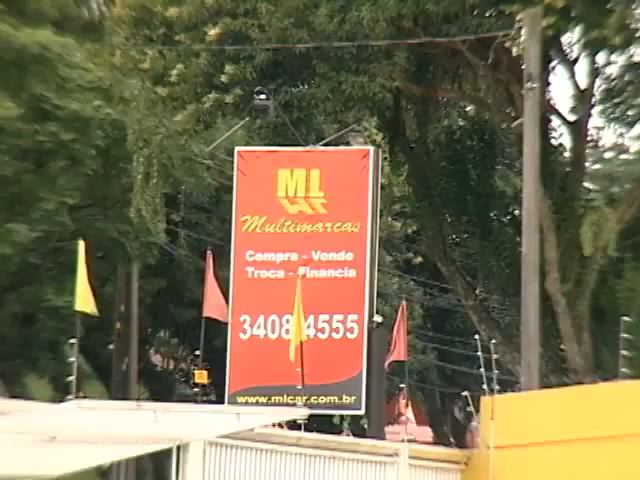 ML
Multimarcas
Compra - Vende
Troca - Financia
3408 4555
www.mlcar.com.br